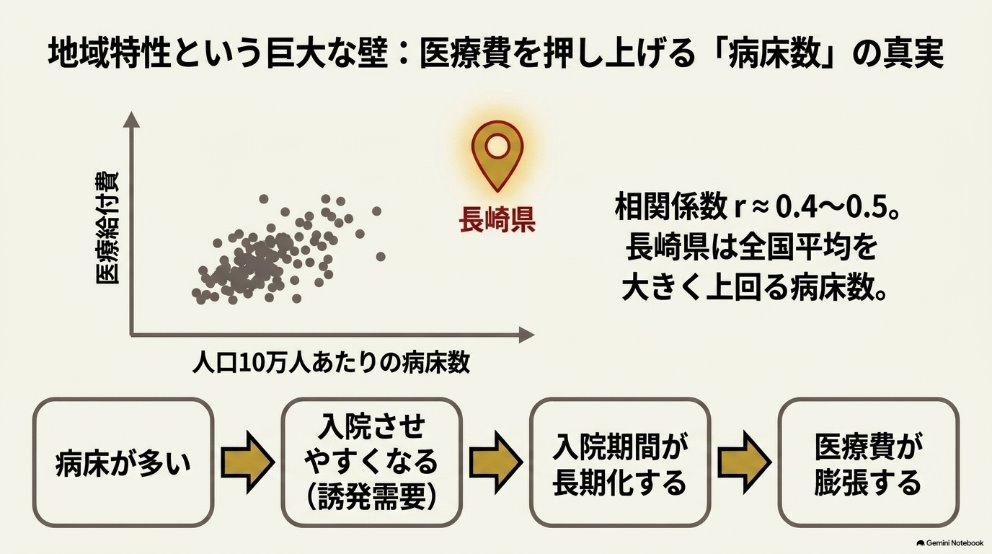 地域特性という巨大な壁：医療費を押し上げる「病床数」の真実
医療給付費
長崎県
人口10万人あたりの病床数
相関係数 r ≈ 0.4～0.5。
長崎県は全国平均を
大きく上回る病床数。
病床が多い
入院させ
やすくなる
（誘発需要）
入院期間が
長期化する
医療費が
膨張する
Gemini Notebook